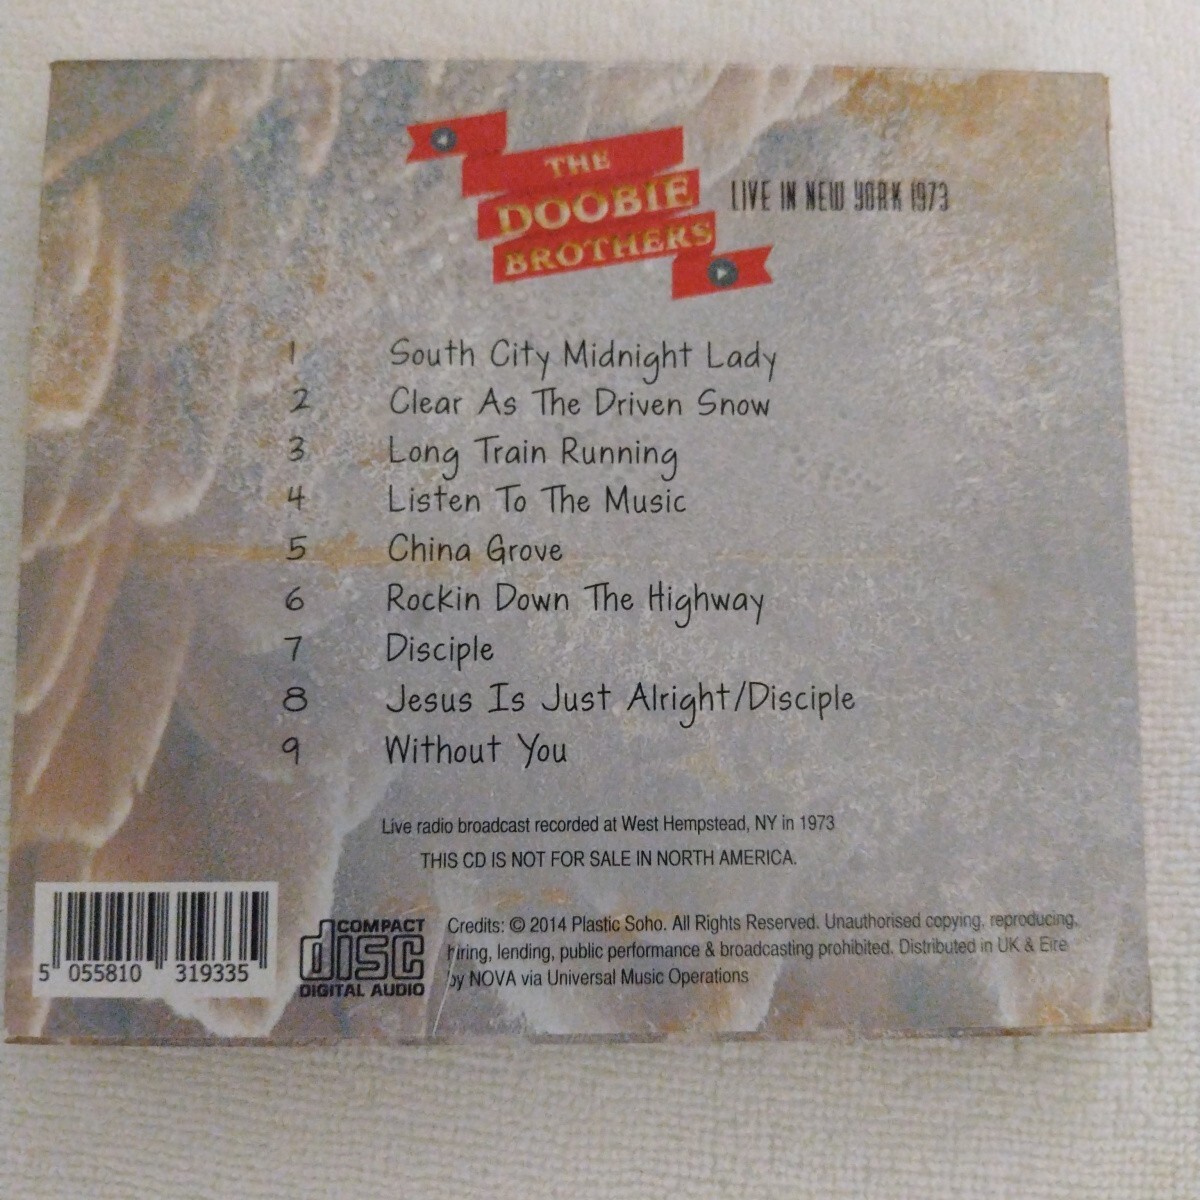 THE
DOOBIE
BROTHERS
LIVE IN NEW YORK 1973
1 South City Midnight Lady
2 Clear As The Driven Snow
3 Long Train Running
4 Listen To The Music
5 China Grove
6 Rockin Down The Highway
7 Disciple
8 Jesus Is Just Alright/Disciple
9 Without You
Live radio broadcast recorded at West Hempstead, NY in 1973
THIS CD IS NOT FOR SALE IN NORTH AMERICA.
Credits: © 2014 Plastic Soho. All Rights Reserved. Unauthorised copying, reproducing,
hiring, lending, public performance & broadcasting prohibited. Distributed in UK & Eire
by NOVA via Universal Music Operations
COMPACT
disc
DIGITAL AUDIO
5 055810 319335